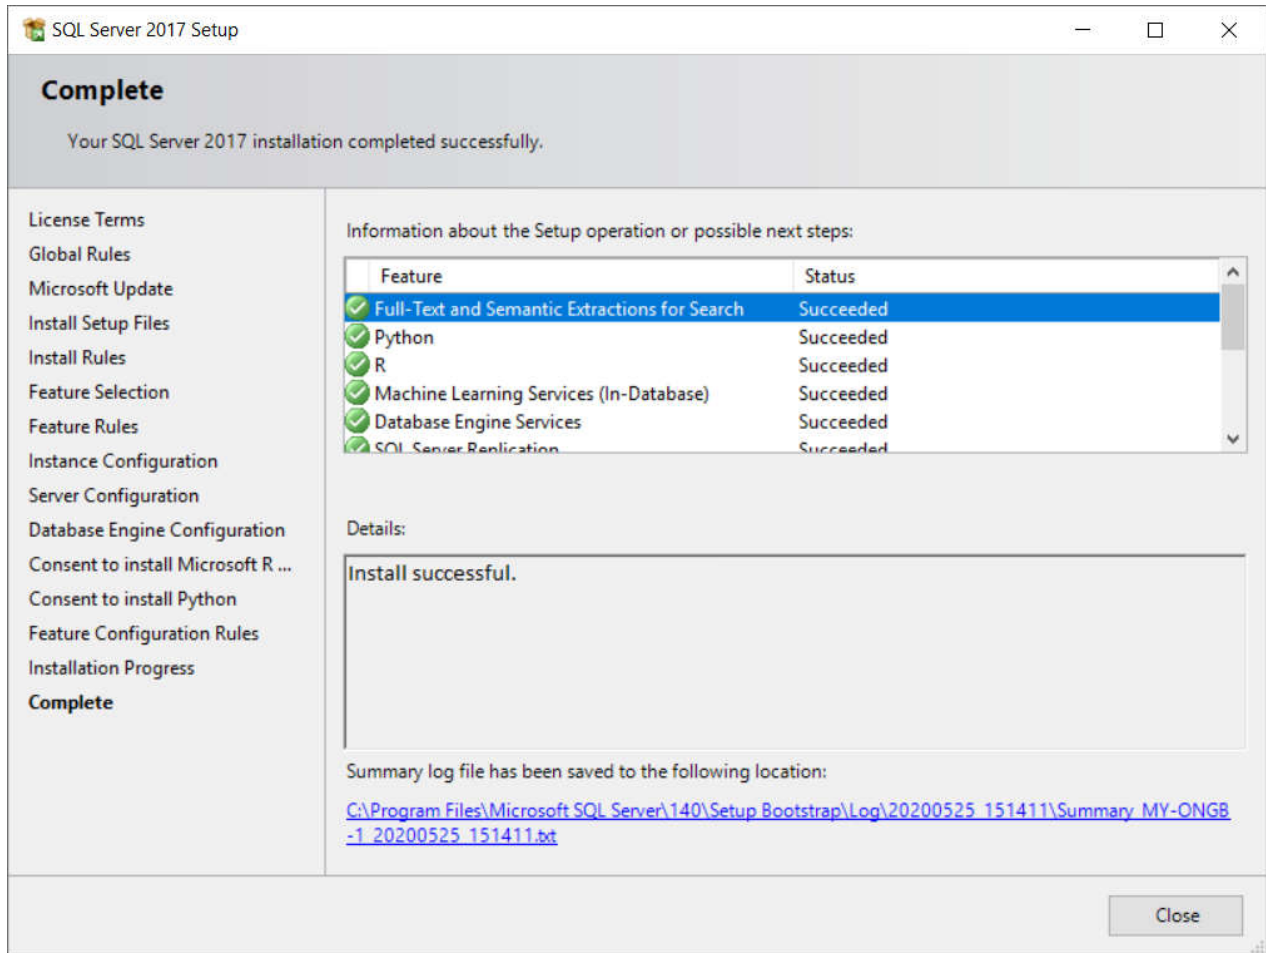 SQL Server 2017 Setup
Complete
Your SQL Server 2017 installation completed successfully.
License Terms
Global Rules
Microsoft Update
Install Setup Files
Install Rules
Feature Selection
Feature Rules
Instance Configuration
Server Configuration
Database Engine Configuration
Consent to install Microsoft R ...
Consent to install Python
Feature Configuration Rules
Installation Progress
Complete
Information about the Setup operation or possible next steps:
Feature Status
Full-Text and Semantic Extractions for Search Succeeded
Python Succeeded
R Succeeded
Machine Learning Services (In-Database) Succeeded
Database Engine Services Succeeded
SQL Server Replication Succeeded
Details:
Install successful.
Summary log file has been saved to the following location:
C:\Program Files\Microsoft SQL Server\140\Setup Bootstrap\Log\20200525_151411\Summary_MY-ONGB
-1_20200525_151411.txt
Close